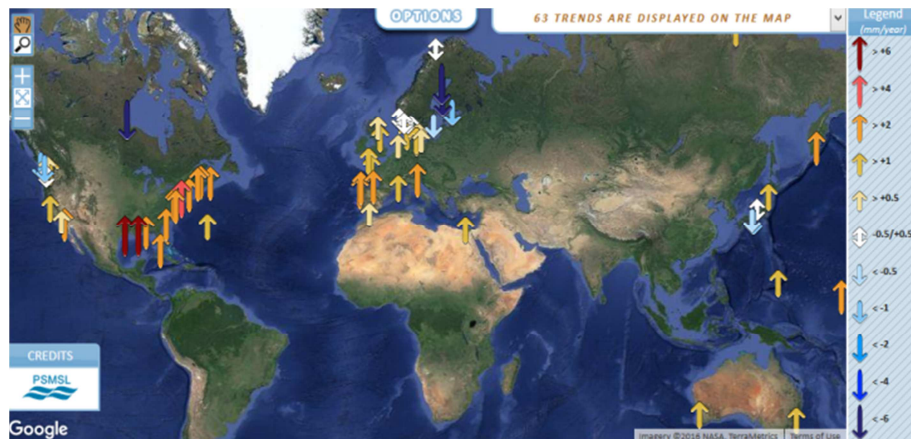 OPTIONS
63 TRENDS ARE DISPLAYED ON THE MAP
Legend
(mm/year)
> +6
> +4
> +2
> +1
> +0.5
-0.5/+0.5
< -0.5
< -1
< -2
< -4
< -6
CREDITS
PSMSL
Google
Imagery ©2016 NASA, TerraMetrics
Terms of Use